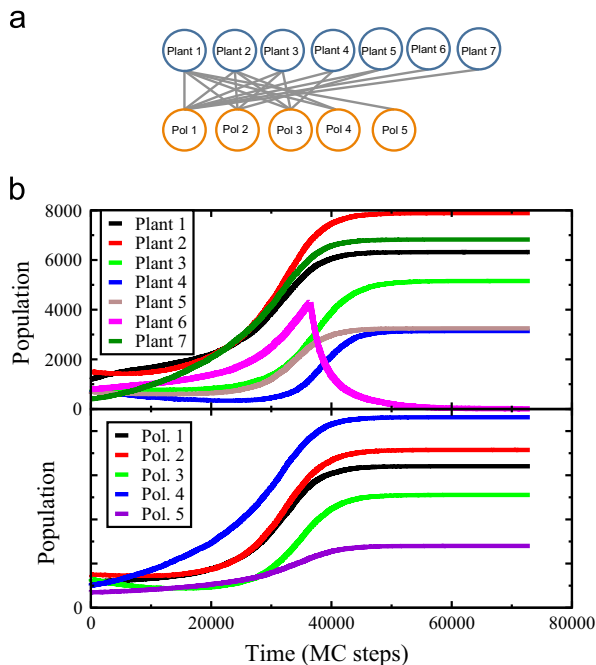 a
Plant 1 Plant 2 Plant 3 Plant 4 Plant 5 Plant 6 Plant 7
Pol 1 Pol 2 Pol 3 Pol 4 Pol 5
b
8000
6000
4000
2000
0
Population
Plant 1
Plant 2
Plant 3
Plant 4
Plant 5
Plant 6
Plant 7
Population
Pol. 1
Pol. 2
Pol. 3
Pol. 4
Pol. 5
0
0 20000 40000 60000 80000
Time (MC steps)